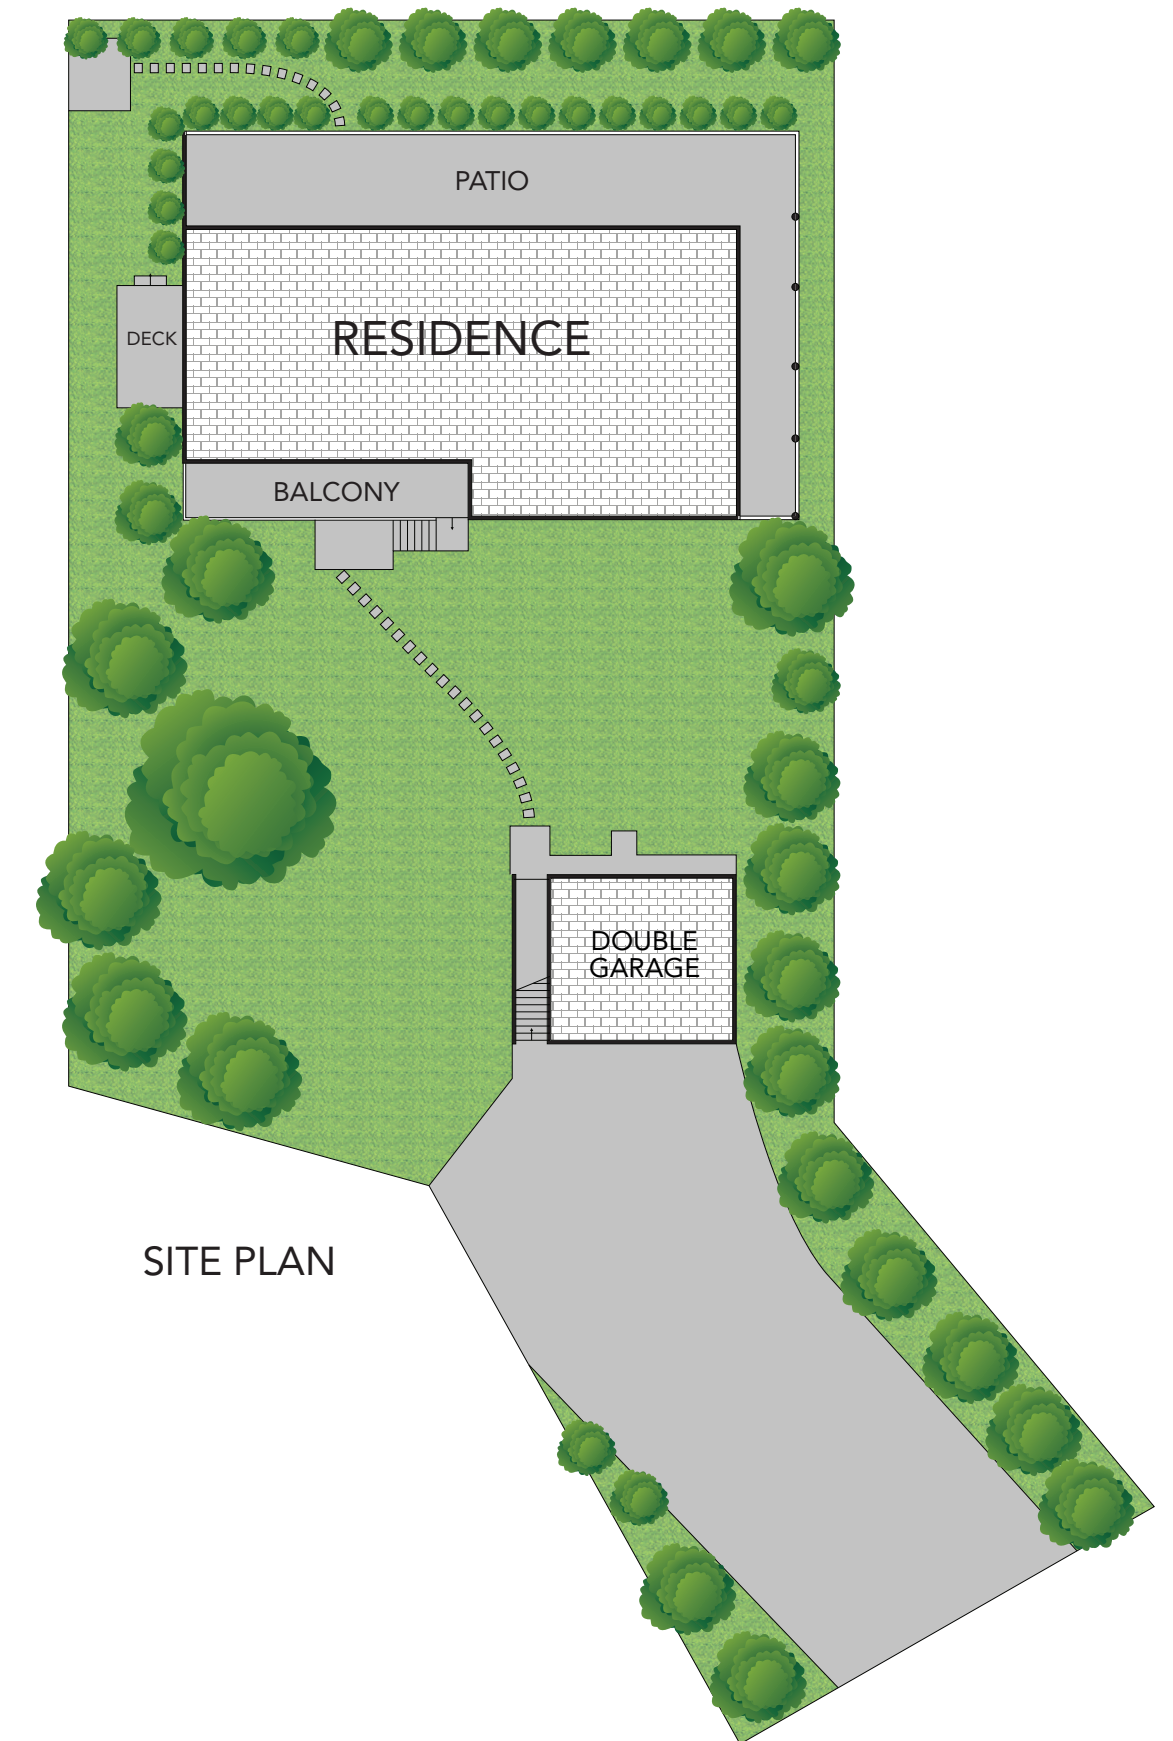 PATIO
RESIDENCE
DECK
BALCONY
DOUBLE
GARAGE
SITE PLAN